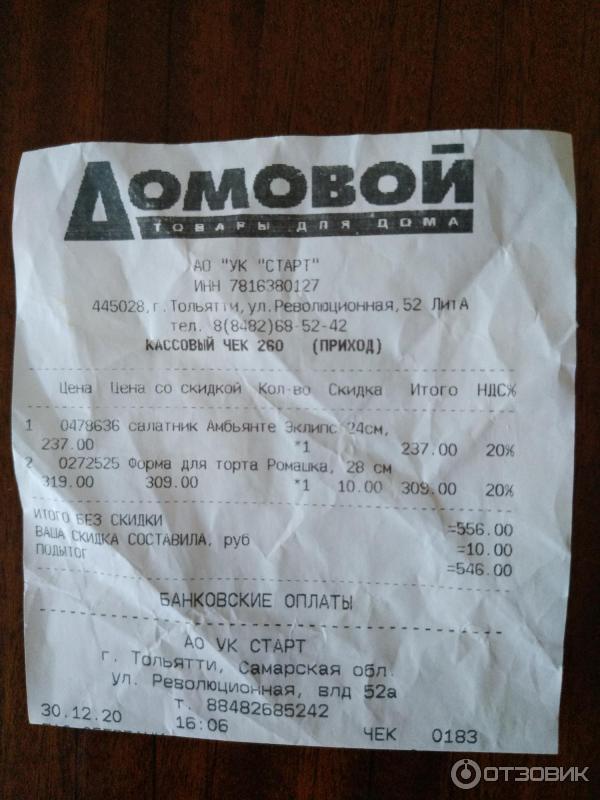 ДОМОВОЙ
ТОВАРЫ ДЛЯ ДОМА
АО "УК "СТАРТ"
ИНН 7816380127
445028,г.Тольятти,ул.Революционная,52 ЛитА
тел. 8(8482)68-52-42
КАССОВЫЙ ЧЕК 260 (ПРИХОД)
Цена Цена со скидкой Кол-во Скидка Итого НДС%
1 0478636 салатник Амбьянте Эклипс 24см,
237.00 *1 237.00 20%
2 0272525 Форма для торта Ромашка, 28 см
319.00 309.00 *1 10.00 309.00 20%
ИТОГО БЕЗ СКИДКИ =556.00
ВАША СКИДКА СОСТАВИЛА, руб =10.00
ПОДЫТОГ =546.00
БАНКОВСКИЕ ОПЛАТЫ
АО УК СТАРТ
г. Тольятти, Самарская обл.
ул. Революционная, влд 52а
т. 88482685242
30.12.20 16:06 ЧЕК 0183
ОТЗОВИК